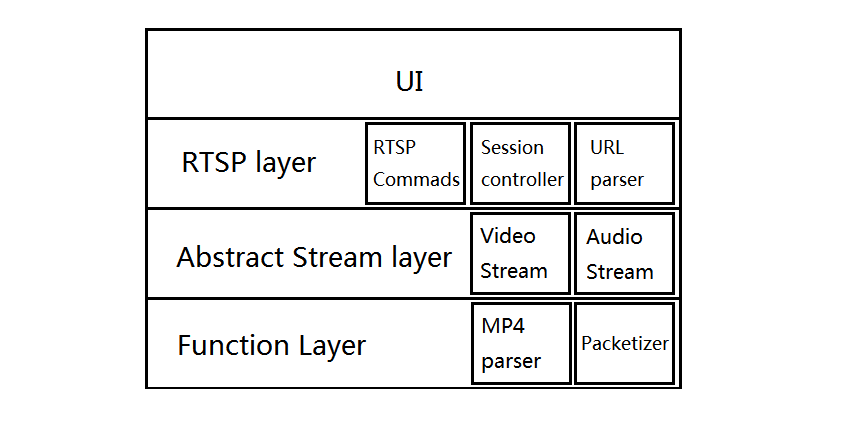 UI
RTSP layer
RTSP
Commads
Session
controller
URL
parser
Abstract Stream layer
Video
Stream
Audio
Stream
Function Layer
MP4
parser
Packetizer